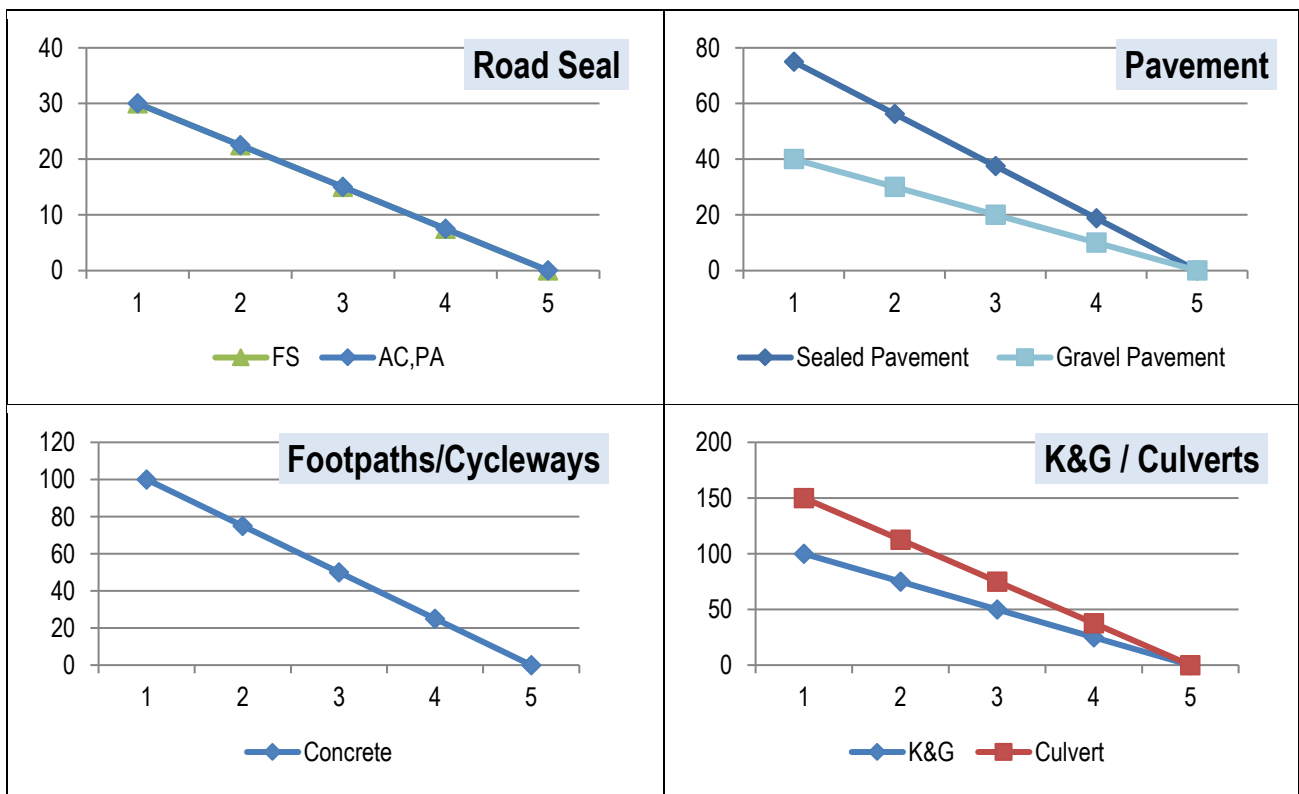 Road Seal
40
30
20
10
0
1 2 3 4 5
FS AC,PA
Pavement
80
60
40
20
0
1 2 3 4 5
Sealed Pavement Gravel Pavement
Footpaths/Cycleways
120
100
80
60
40
20
0
1 2 3 4 5
Concrete
K&G / Culverts
200
150
100
50
0
1 2 3 4 5
K&G Culvert